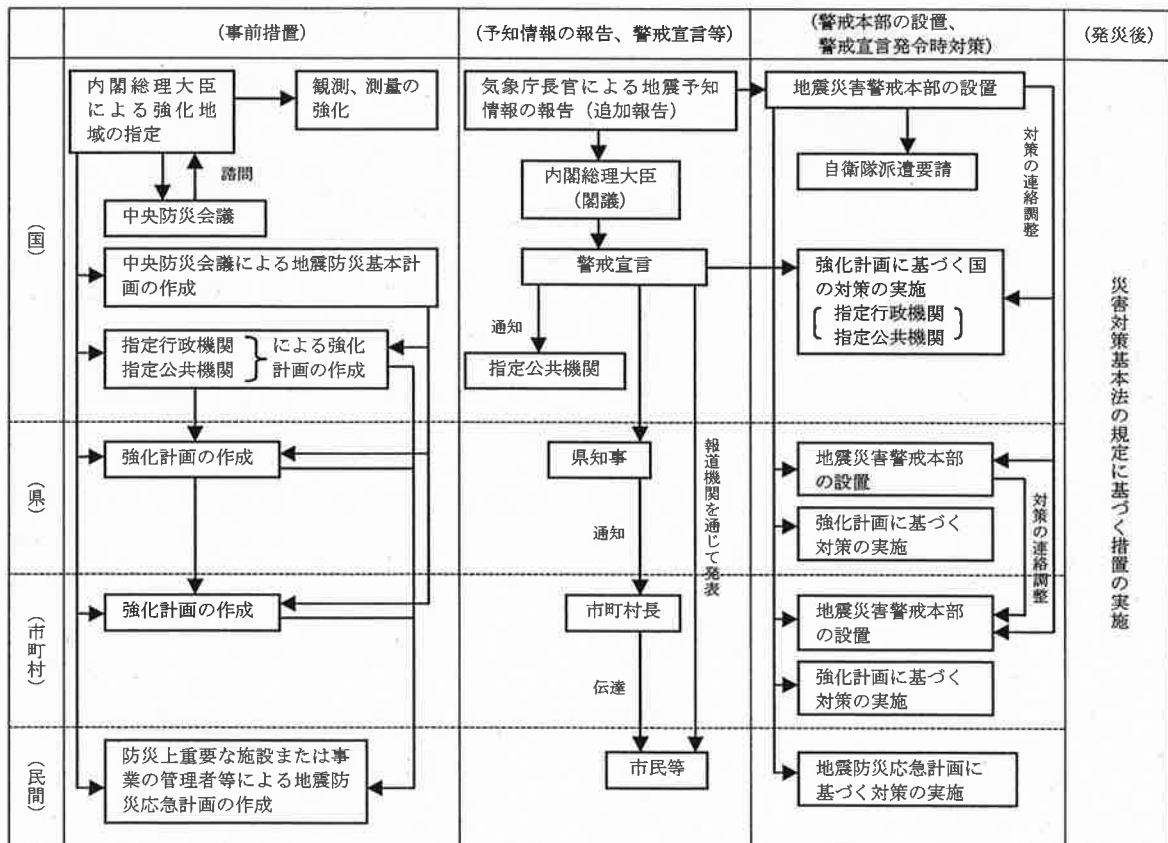 (事前措置)
(予知情報の報告、警戒宣言等)
(警戒本部の設置、
警戒宣言発令時対策)
(発災後)
(国)
内閣総理大臣
による強化地
域の指定
観測、測量の
強化
諮問
中央防災会議
中央防災会議による地震防災基本計
画の作成
指定行政機関
指定公共機関
による強化
計画の作成
気象庁長官による地震予知
情報の報告(追加報告)
内閣総理大臣
(閣議)
警戒宣言
通知
指定公共機関
地震災害警戒本部の設置
自衛隊派遣要請
対策の連絡調整
強化計画に基づく国
の対策の実施
指定行政機関
指定公共機関
(県)
強化計画の作成
県知事
通知
報道機関を通じて発表
地震災害警戒本部
の設置
強化計画に基づく
対策の実施
対策の連絡調整
(市町村)
強化計画の作成
市町村長
伝達
地震災害警戒本部
の設置
強化計画に基づく
対策の実施
(民間)
防災上重要な施設または事
業の管理者等による地震防
災応急計画の作成
市民等
地震防災応急計画に
基づく対策の実施
災害対策基本法の規定に基づく措置の実施